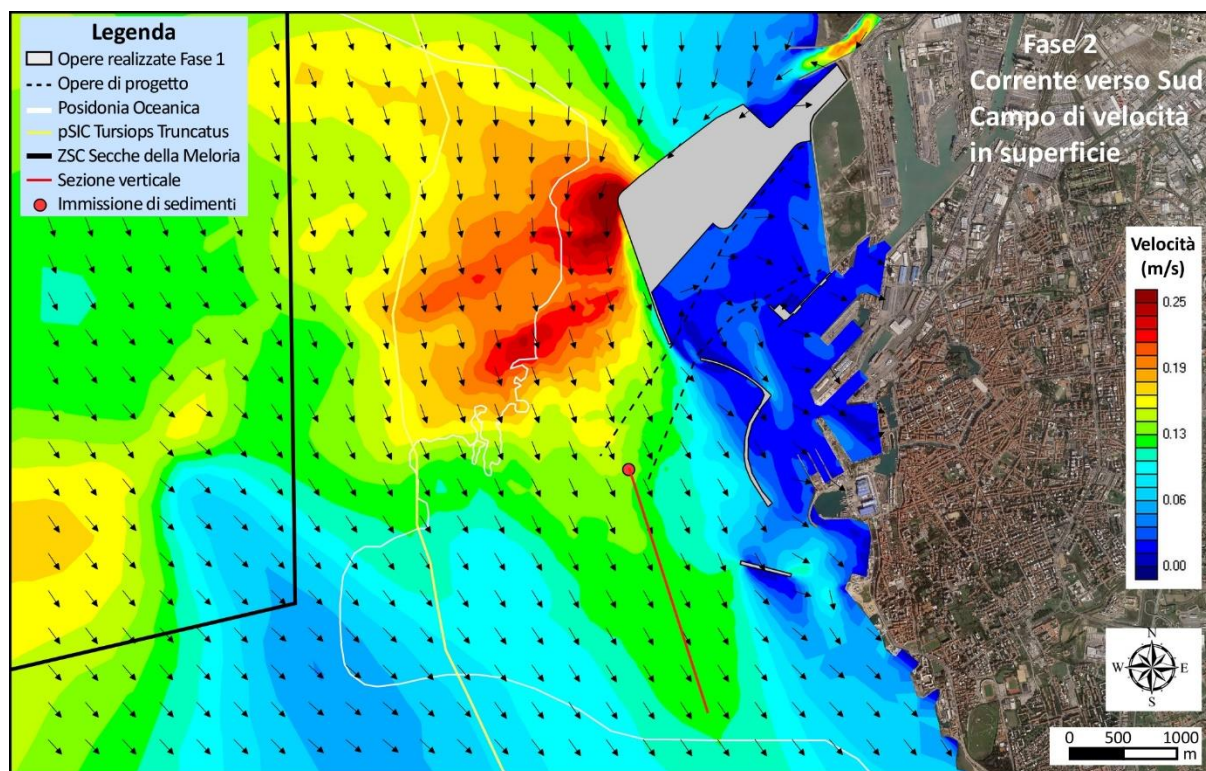 Legenda
Opere realizzate Fase 1
Opere di progetto
Posidonia Oceanica
pSIC Tursiops Truncatus
ZSC Secche della Meloria
Sezione verticale
Immissione di sedimenti
Fase 2
Corrente verso Sud
Campo di velocità
in superficie
Velocità
(m/s)
0.25
0.19
0.13
0.06
0.00
N
W E
S
0 500 1000
m